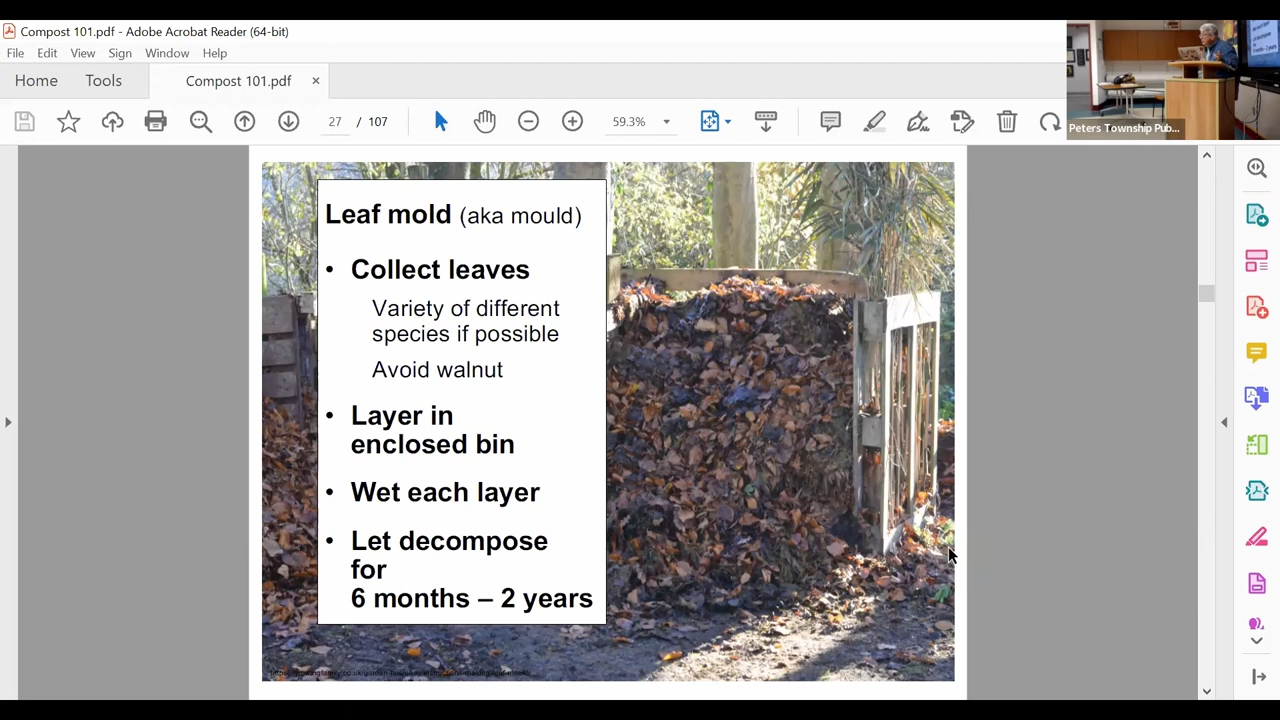 Compost 101.pdf - Adobe Acrobat Reader (64-bit)
File Edit View Sign Window Help
Home Tools Compost 101.pdf ×
27 / 107 59.3%
Peters Township Pub...
Leaf mold (aka mould)
• Collect leaves
Variety of different
species if possible
Avoid walnut
• Layer in
enclosed bin
• Wet each layer
• Let decompose
for
6 months – 2 years